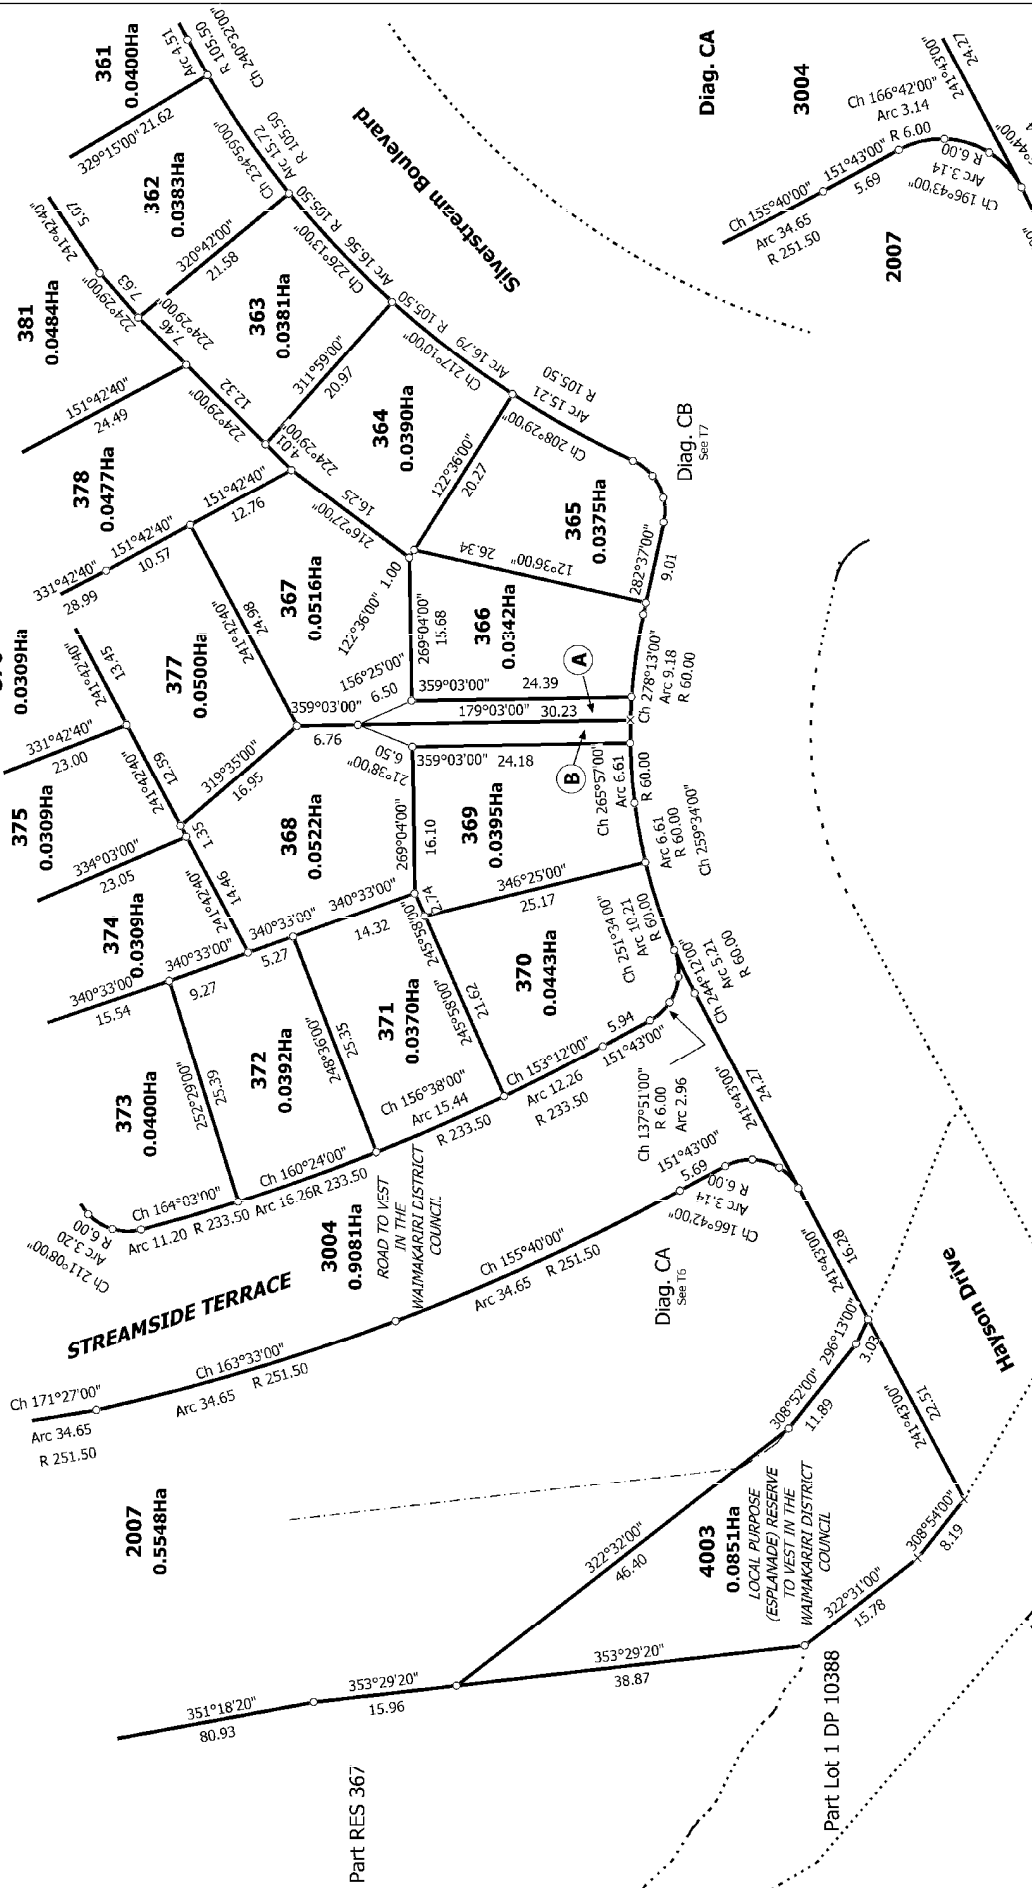 361
0.0400Ha
Arc 4.51
R 105.50
Ch 240°32'00"
329°15'00" 21.62
362
0.0383Ha
Ch 234°59'00"
Arc 15.72
R 105.50
241°42'40"
5.07
381
0.0484Ha
224°29'00"
7.63
320°42'00"
21.58
7.46
224°29'00"
363
0.0381Ha
Ch 226°13'00"
Arc 16.56
R 105.50
Silverstream Boulevard
151°42'40"
24.49
224°29'00"
12.32
311°59'00"
20.97
378
0.0477Ha
4.01
224°29'00"
364
0.0390Ha
Ch 217°10'00"
Arc 16.79
R 105.50
331°42'40"
28.99
151°42'40"
10.57
151°42'40"
12.76
216°27'00"
16.25
122°36'00"
20.27
365
0.0375Ha
Ch 208°29'00"
Arc 15.21
R 105.50
Diag. CB
See T7
367
0.0516Ha
241°42'40"
24.98
122°36'00"
1.00
12°36'00"
26.34
282°37'00"
9.01
0.0309Ha
241°42'40"
13.45
377
0.0500Ha
366
0.0342Ha
269°04'00"
15.68
156°25'00"
6.50
359°03'00"
24.39
A
Ch 278°13'00"
Arc 9.18
R 60.00
331°42'40"
23.00
241°42'40"
12.59
319°35'00"
16.95
359°03'00"
9.76
179°03'00"
30.23
B
6.50
21°38'00"
359°03'00"
24.18
375
0.0309Ha
334°03'00"
23.05
1.35
241°42'40"
14.46
368
0.0522Ha
269°04'00"
16.10
369
0.0395Ha
Ch 265°57'00"
Arc 6.61
R 60.00
Arc 6.61
R 60.00
Ch 259°34'00"
374
0.0309Ha
340°33'00"
340°33'00"
5.27
340°33'00"
14.32
2.74
245°58'00"
346°25'00"
25.17
Ch 251°34'00"
Arc 10.21
R 60.00
370
0.0443Ha
Ch 244°12'00"
Arc 5.21
R 60.00
340°33'00"
15.54
9.27
371
0.0370Ha
245°58'00"
21.62
5.94
151°43'00"
373
0.0400Ha
252°29'00"
25.39
372
0.0392Ha
248°36'00"
25.35
Ch 153°12'00"
Arc 12.26
R 233.50
Ch 156°38'00"
Arc 15.44
R 233.50
Ch 137°51'00"
R 6.00
Arc 2.96
241°43'00"
24.27
Ch 160°24'00"
Arc 16.26 R 233.50
Ch 164°03'00"
Arc 11.20
R 233.50
Ch 211°08'00"
Arc 3.20
R 6.00
3004
0.9081Ha
ROAD TO VEST
IN THE
WAIMAKARIRI DISTRICT
COUNCIL
STREAMSIDE TERRACE
151°43'00"
5.69
R 6.00
Arc 3.14
Ch 166°42'00"
Ch 155°40'00"
Arc 34.65
R 251.50
Diag. CA
See T6
241°43'00"
16.28
Ch 163°33'00"
Arc 34.65
R 251.50
Ch 171°27'00"
Arc 34.65
R 251.50
Hayson Drive
296°13'00"
3.03
308°52'00"
11.89
241°43'00"
22.51
2007
0.5548Ha
322°32'00"
46.40
4003
0.0851Ha
LOCAL PURPOSE
(ESPLANADE) RESERVE
TO VEST IN THE
WAIMAKARIRI DISTRICT
COUNCIL
308°54'00"
8.19
322°31'00"
15.78
353°29'20"
38.87
353°29'20"
15.96
351°18'20"
80.93
Part RES 367
Part Lot 1 DP 10388
Diag. CA
3004
241°43'00"
24.27
Ch 166°42'00"
Arc 3.14
R 6.00
151°43'00"
5.69
R 6.00
Arc 3.14
Ch 196°43'00"
Ch 155°40'00"
Arc 34.65
R 251.50
2007